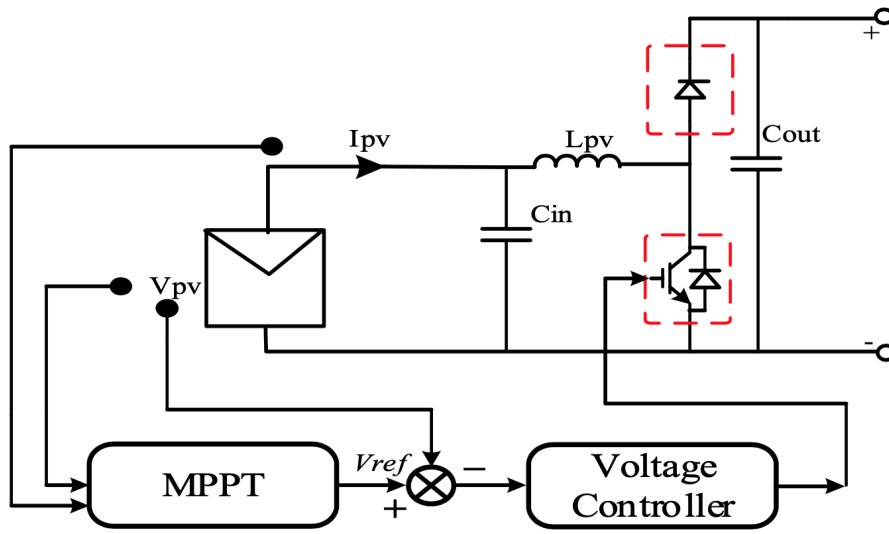 +
Ipv
Lpv
Cout
Cin
Vpv
-
Vref
−
+
MPPT
Voltage
Controller